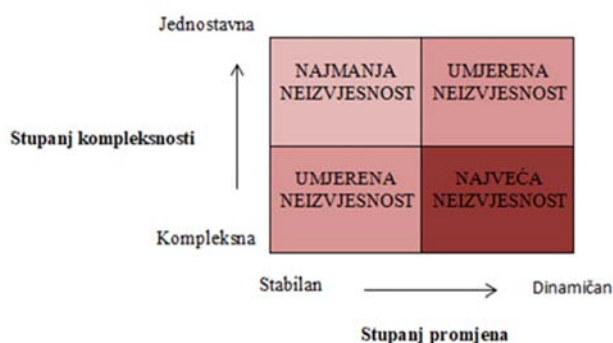 Jednostavna
NAJMANJA
NEIZVJESNOST
UMJERENA
NEIZVJESNOST
Stupanj kompleksnosti
UMJERENA
NEIZVJESNOST
NAJVEĆA
NEIZVJESNOST
Kompleksna
Stabilan
Dinamičan
Stupanj promjena